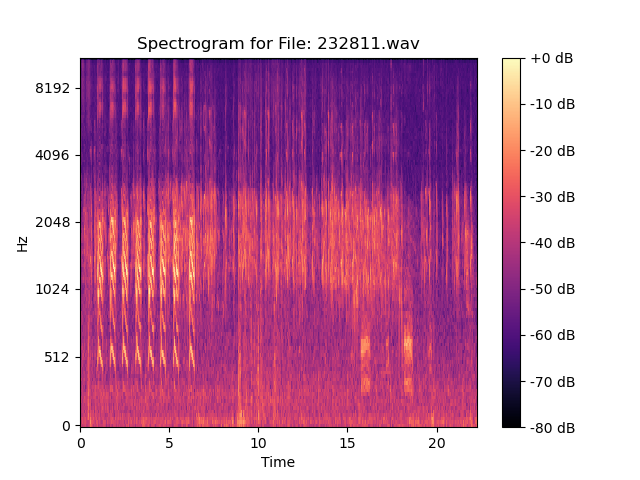 Spectrogram for File: 232811.wav
8192
4096
2048
1024
512
0
Hz
0 5 10 15 20
Time
+0 dB
-10 dB
-20 dB
-30 dB
-40 dB
-50 dB
-60 dB
-70 dB
-80 dB